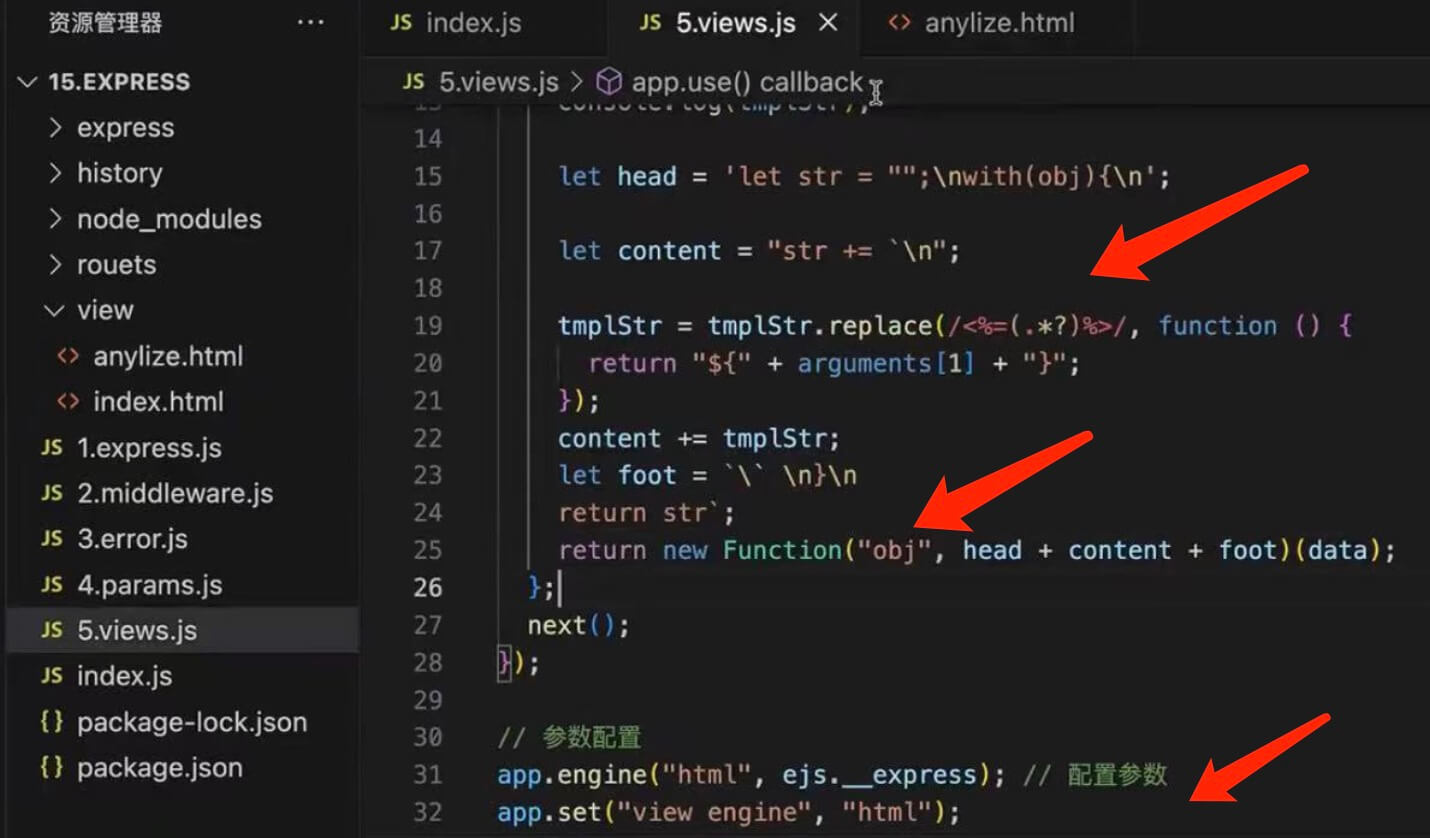 资源管理器 ···
15.EXPRESS
express
history
node_modules
rouets
view
anylize.html
index.html
JS 1.express.js
JS 2.middleware.js
JS 3.error.js
JS 4.params.js
JS 5.views.js
JS index.js
{} package-lock.json
{} package.json
JS index.js JS 5.views.js × <> anylize.html
JS 5.views.js > app.use() callback
13 console.log(tmplStr);
14
15 let head = 'let str = "";\nwith(obj){\n';
16
17 let content = "str += `\n";
18
19 tmplStr = tmplStr.replace(/<%=(.*?)%>/, function () {
20 return "${" + arguments[1] + "}";
21 });
22 content += tmplStr;
23 let foot = `\` \n}\n
24 return str`;
25 return new Function("obj", head + content + foot)(data);
26 };
27 next();
28 });
29
30 // 参数配置
31 app.engine("html", ejs.__express); // 配置参数
32 app.set("view engine", "html");